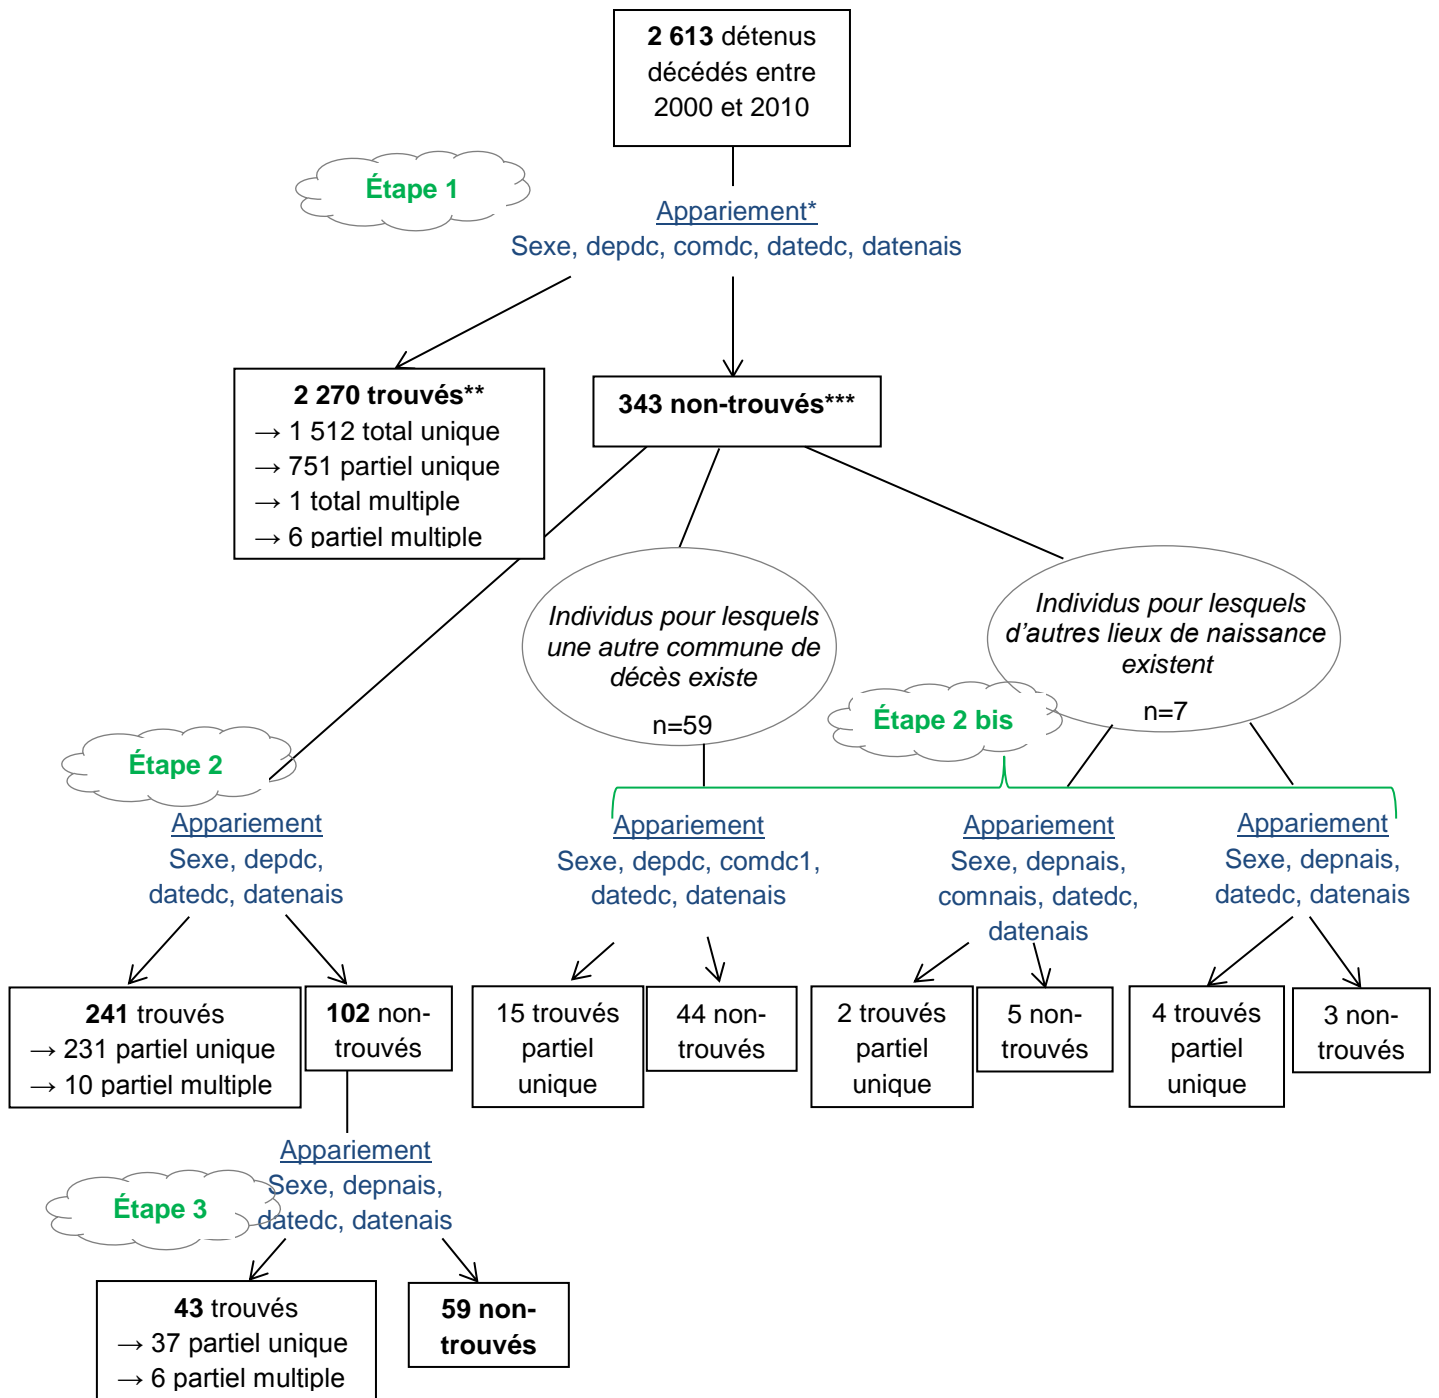 2 613 détenus
décédés entre
2000 et 2010
Étape 1
Appariement*
Sexe, depdc, comdc, datedc, datenais
2 270 trouvés**
→ 1 512 total unique
→ 751 partiel unique
→ 1 total multiple
→ 6 partiel multiple
343 non-trouvés***
Individus pour lesquels
une autre commune de
décès existe
n=59
Individus pour lesquels
d'autres lieux de naissance
existent
n=7
Étape 2 bis
Étape 2
Appariement
Sexe, depdc,
datedc, datenais
Appariement
Sexe, depdc, comdc1,
datedc, datenais
Appariement
Sexe, depnais,
comnais, datedc,
datenais
Appariement
Sexe, depnais,
datedc, datenais
241 trouvés
→ 231 partiel unique
→ 10 partiel multiple
102 non-
trouvés
15 trouvés
partiel
unique
44 non-
trouvés
2 trouvés
partiel
unique
5 non-
trouvés
4 trouvés
partiel
unique
3 non-
trouvés
Étape 3
Appariement
Sexe, depnais,
datedc, datenais
43 trouvés
→ 37 partiel unique
→ 6 partiel multiple
59 non-
trouvés